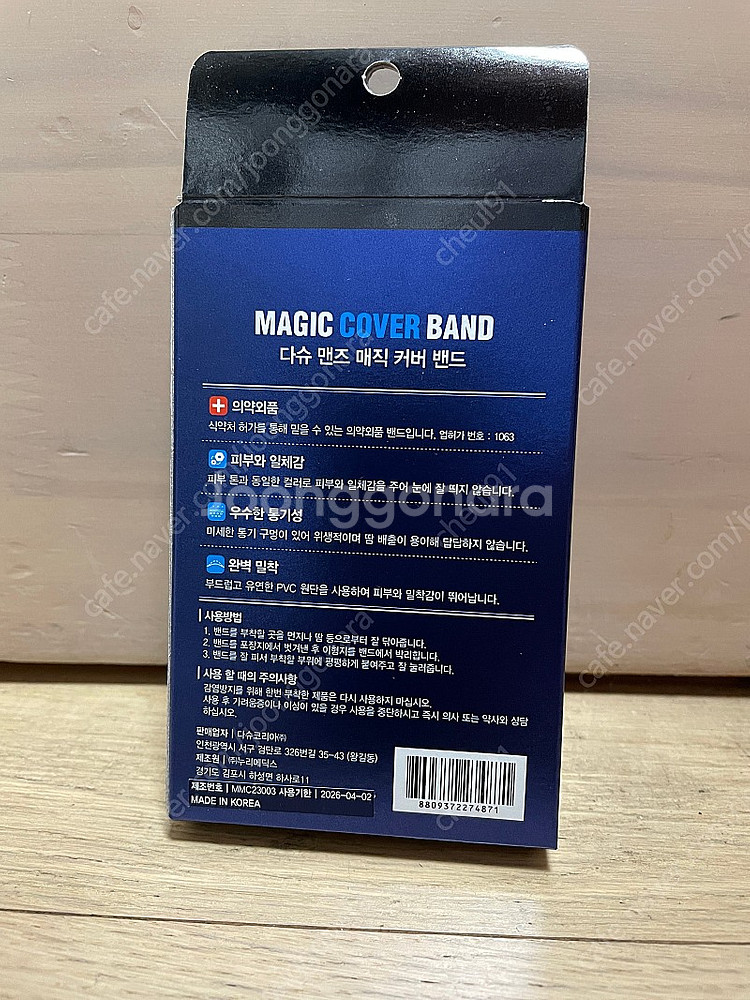 MAGIC COVER BAND
다슈 맨즈 매직 커버 밴드
의약외품
식약처 허가를 통해 믿을 수 있는 의약외품 밴드입니다. 업허가 번호 : 1063
피부와 일체감
피부 톤과 동일한 컬러로 피부와 일체감을 주어 눈에 잘 띄지 않습니다.
우수한 통기성
미세한 통기 구멍이 있어 위생적이며 땀 배출이 용이해 답답하지 않습니다.
완벽 밀착
부드럽고 유연한 PVC 원단을 사용하여 피부와 밀착감이 뛰어납니다.
사용방법
1. 밴드를 부착할 곳을 먼지나 땀 등으로부터 잘 닦아줍니다.
2. 밴드를 포장지에서 벗겨낸 후 이형지를 밴드에서 박리합니다.
3. 밴드를 잘 펴서 부착할 부위에 평평하게 붙여주고 잘 눌러줍니다.
사용 할 때의 주의사항
감염방지를 위해 한번 부착한 제품은 다시 사용하지 마십시오.
사용 후 가려움증이나 이상이 있을 경우 사용을 중단하시고 즉시 의사 또는 약사와 상담
하십시오.
판매업자 | 다슈코리아㈜
인천광역시 서구 검단로 326번길 35-43 (왕길동)
제조원 | ㈜누리메딕스
경기도 김포시 하성면 하사로11
제조번호 | MMC23003 사용기한 | 2026-04-02
MADE IN KOREA
8809372274871
joonggonara
cafe.naver.com/joonggonara
cheul91